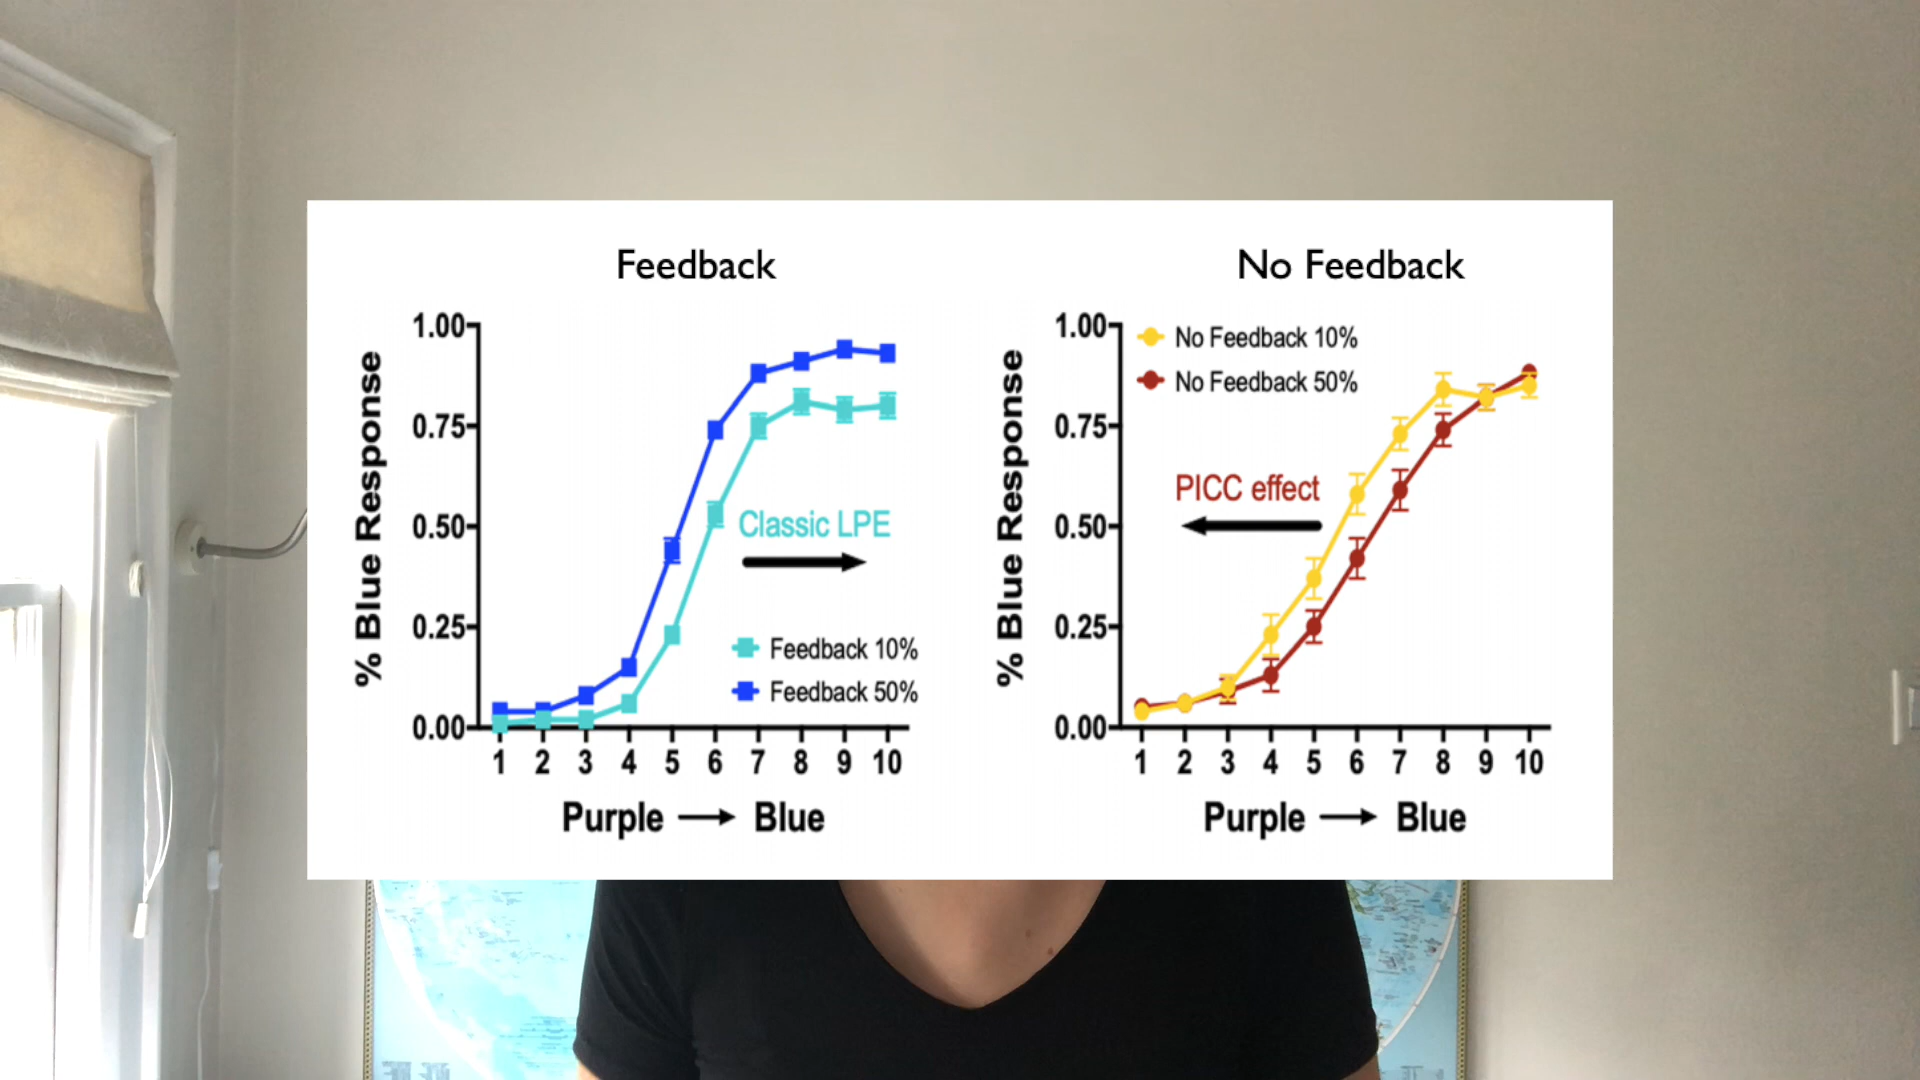 Feedback
1.00
0.75
0.50
0.25
0.00
% Blue Response
Classic LPE
Feedback 10%
Feedback 50%
1 2 3 4 5 6 7 8 9 10
Purple → Blue
No Feedback
1.00
0.75
0.50
0.25
0.00
% Blue Response
No Feedback 10%
No Feedback 50%
PICC effect
1 2 3 4 5 6 7 8 9 10
Purple → Blue